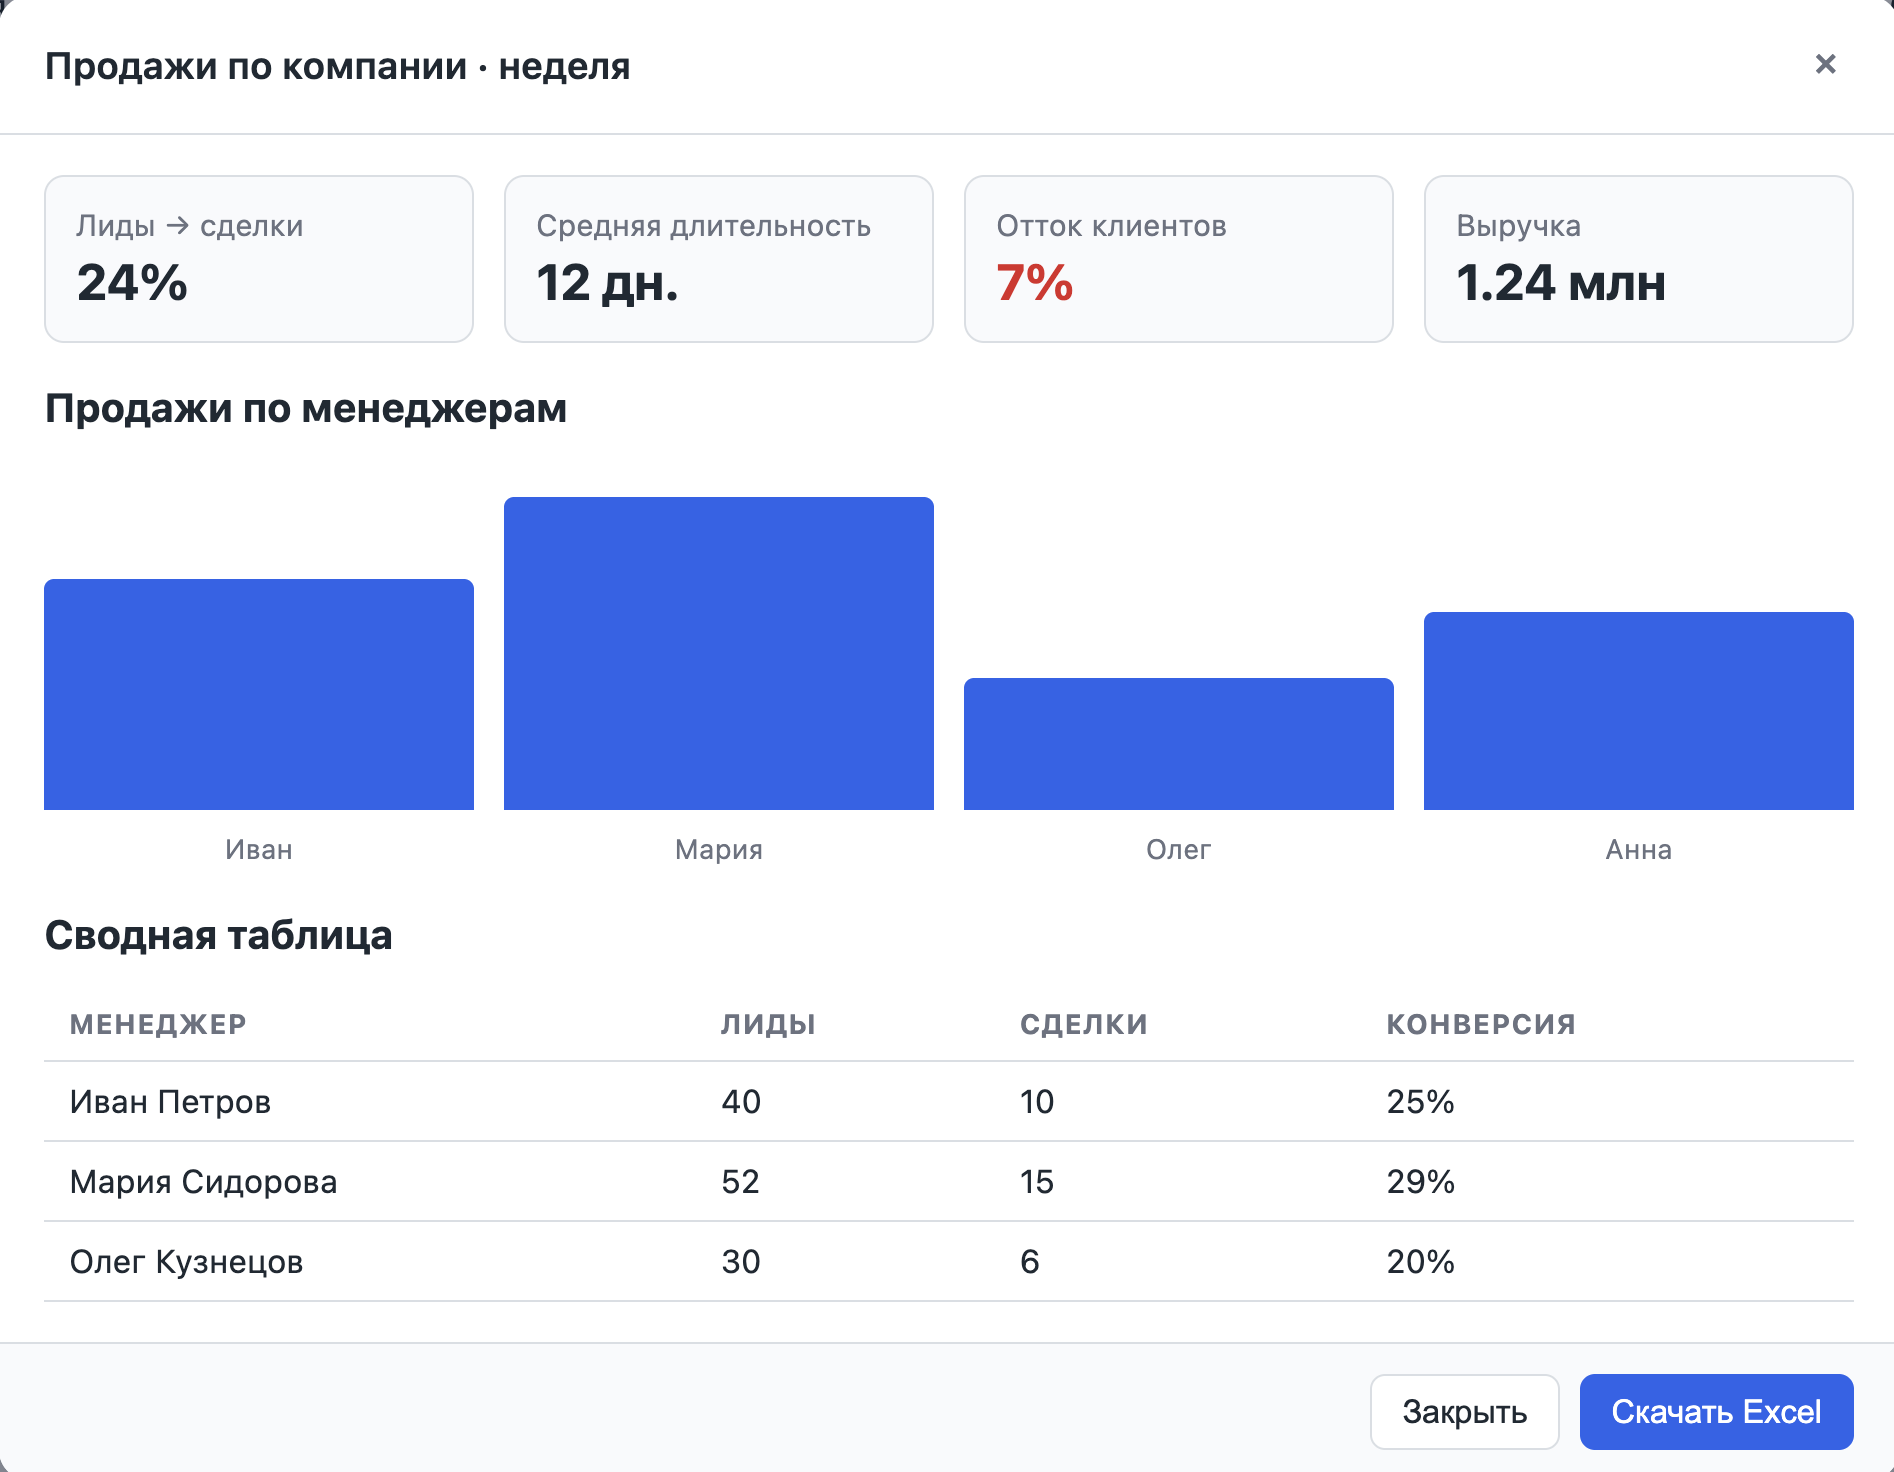 Продажи по компании · неделя
×
Лиды → сделки
24%
Средняя длительность
12 дн.
Отток клиентов
7%
Выручка
1.24 млн
Продажи по менеджерам
Иван Мария Олег Анна
Сводная таблица
МЕНЕДЖЕР ЛИДЫ СДЕЛКИ КОНВЕРСИЯ
Иван Петров 40 10 25%
Мария Сидорова 52 15 29%
Олег Кузнецов 30 6 20%
Закрыть Скачать Excel